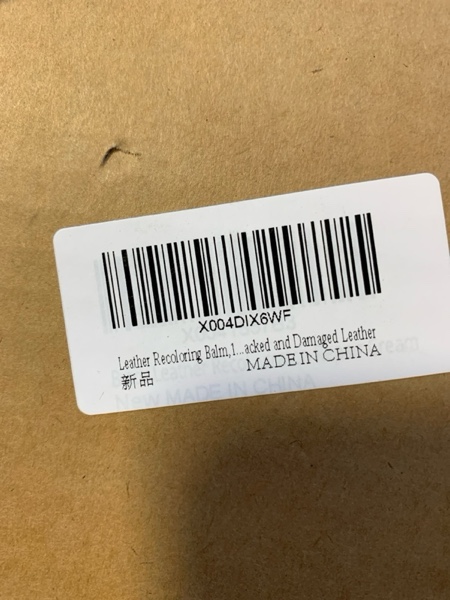 X004DIX6WF
Leather Recoloring Balm,1...acked and Damaged Leather
MADE IN CHINA
新品